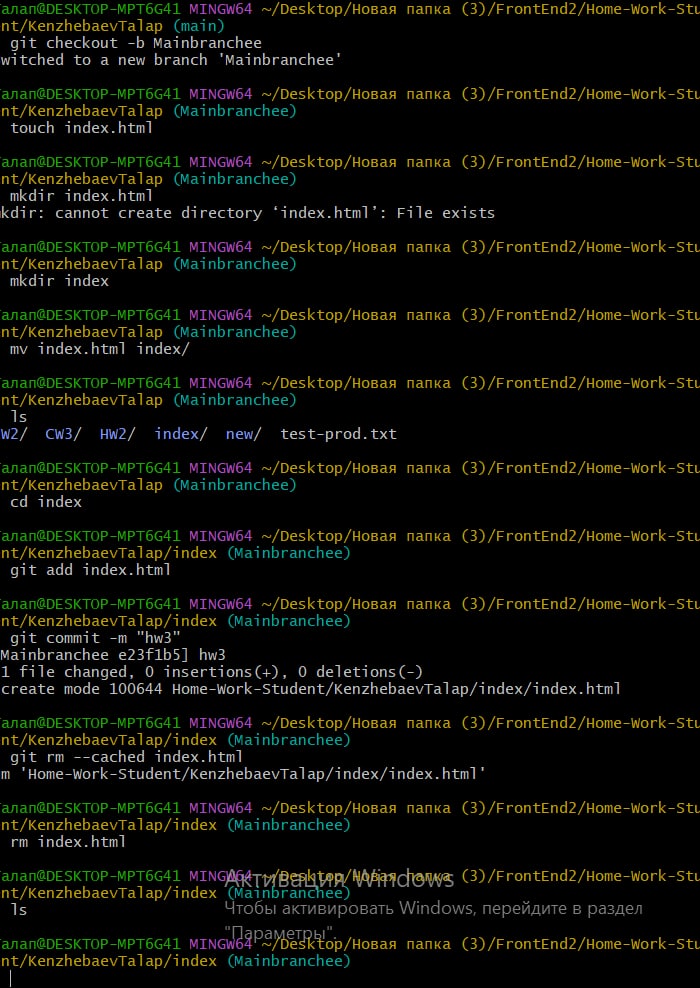 алап@DESKTOP-MPT6G41 MINGW64 ~/Desktop/Новая папка (3)/FrontEnd2/Home-Work-Stu
nt/KenzhebaevTalap (main)
git checkout -b Mainbranchee
witched to a new branch 'Mainbranchee'
алап@DESKTOP-MPT6G41 MINGW64 ~/Desktop/Новая папка (3)/FrontEnd2/Home-Work-Stu
nt/KenzhebaevTalap (Mainbranchee)
touch index.html
алап@DESKTOP-MPT6G41 MINGW64 ~/Desktop/Новая папка (3)/FrontEnd2/Home-Work-Stu
nt/KenzhebaevTalap (Mainbranchee)
mkdir index.html
kdir: cannot create directory ‘index.html’: File exists
алап@DESKTOP-MPT6G41 MINGW64 ~/Desktop/Новая папка (3)/FrontEnd2/Home-Work-Stu
nt/KenzhebaevTalap (Mainbranchee)
mkdir index
алап@DESKTOP-MPT6G41 MINGW64 ~/Desktop/Новая папка (3)/FrontEnd2/Home-Work-Stu
nt/KenzhebaevTalap (Mainbranchee)
mv index.html index/
алап@DESKTOP-MPT6G41 MINGW64 ~/Desktop/Новая папка (3)/FrontEnd2/Home-Work-Stu
nt/KenzhebaevTalap (Mainbranchee)
ls
W2/ CW3/ HW2/ index/ new/ test-prod.txt
алап@DESKTOP-MPT6G41 MINGW64 ~/Desktop/Новая папка (3)/FrontEnd2/Home-Work-Stu
nt/KenzhebaevTalap (Mainbranchee)
cd index
алап@DESKTOP-MPT6G41 MINGW64 ~/Desktop/Новая папка (3)/FrontEnd2/Home-Work-Stu
nt/KenzhebaevTalap/index (Mainbranchee)
git add index.html
алап@DESKTOP-MPT6G41 MINGW64 ~/Desktop/Новая папка (3)/FrontEnd2/Home-Work-Stu
nt/KenzhebaevTalap/index (Mainbranchee)
git commit -m "hw3"
Mainbranchee e23f1b5] hw3
1 file changed, 0 insertions(+), 0 deletions(-)
create mode 100644 Home-Work-Student/KenzhebaevTalap/index/index.html
алап@DESKTOP-MPT6G41 MINGW64 ~/Desktop/Новая папка (3)/FrontEnd2/Home-Work-Stu
nt/KenzhebaevTalap/index (Mainbranchee)
git rm --cached index.html
m 'Home-Work-Student/KenzhebaevTalap/index/index.html'
алап@DESKTOP-MPT6G41 MINGW64 ~/Desktop/Новая папка (3)/FrontEnd2/Home-Work-Stu
nt/KenzhebaevTalap/index (Mainbranchee)
rm index.html
алап@DESKTOP-MPT6G41 MINGW64 ~/Desktop/Новая папка (3)/FrontEnd2/Home-Work-Stu
Активация Windows
nt/KenzhebaevTalap/index (Mainbranchee)
ls
Чтобы активировать Windows, перейдите в раздел
"Параметры".
алап@DESKTOP-MPT6G41 MINGW64 ~/Desktop/Новая папка (3)/FrontEnd2/Home-Work-Stu
nt/KenzhebaevTalap/index (Mainbranchee)